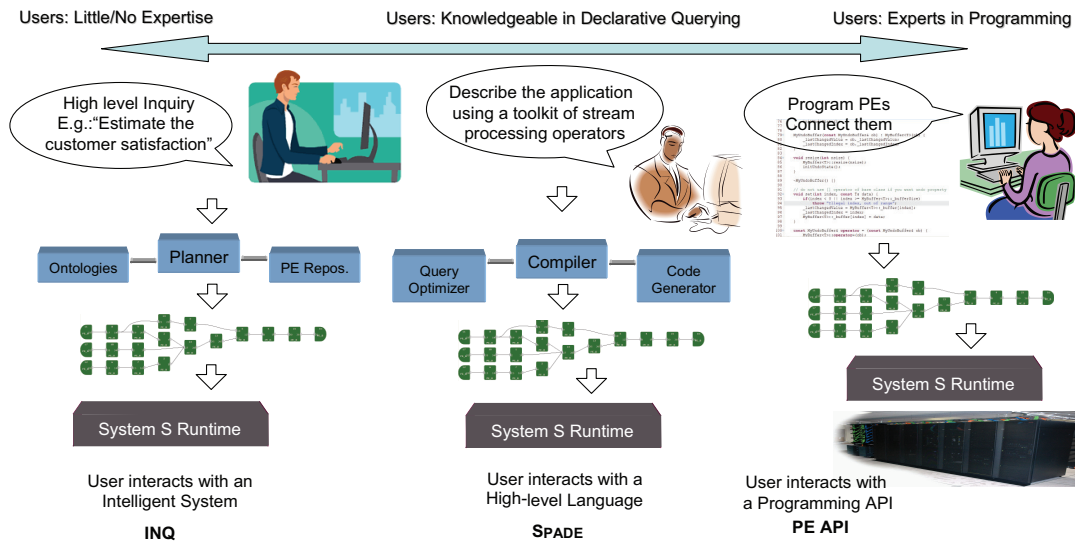 Users: Little/No Expertise
Users: Knowledgeable in Declarative Querying
Users: Experts in Programming
High level Inquiry
E.g.:“Estimate the
customer satisfaction”
Describe the application
using a toolkit of stream
processing operators
Program PEs
Connect them
Ontologies
Planner
PE Repos.
Query
Optimizer
Compiler
Code
Generator
System S Runtime
System S Runtime
System S Runtime
User interacts with an
Intelligent System
INQ
User interacts with a
High-level Language
SPADE
User interacts with
a Programming API
PE API